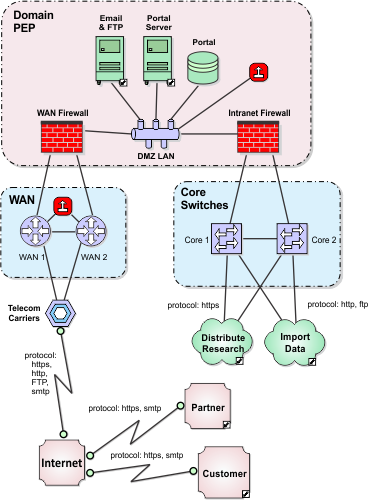 Domain
PEP
Email
& FTP
Portal
Server
Portal
WAN Firewall
Intranet Firewall
DMZ LAN
WAN
WAN 1
WAN 2
Core
Switches
Core 1
Core 2
Telecom
Carriers
protocol: https
protocol: http, ftp
Distribute
Research
Import
Data
protocol:
https,
http,
FTP,
smtp
protocol: https, smtp
Partner
Internet
protocol: https, smtp
Customer